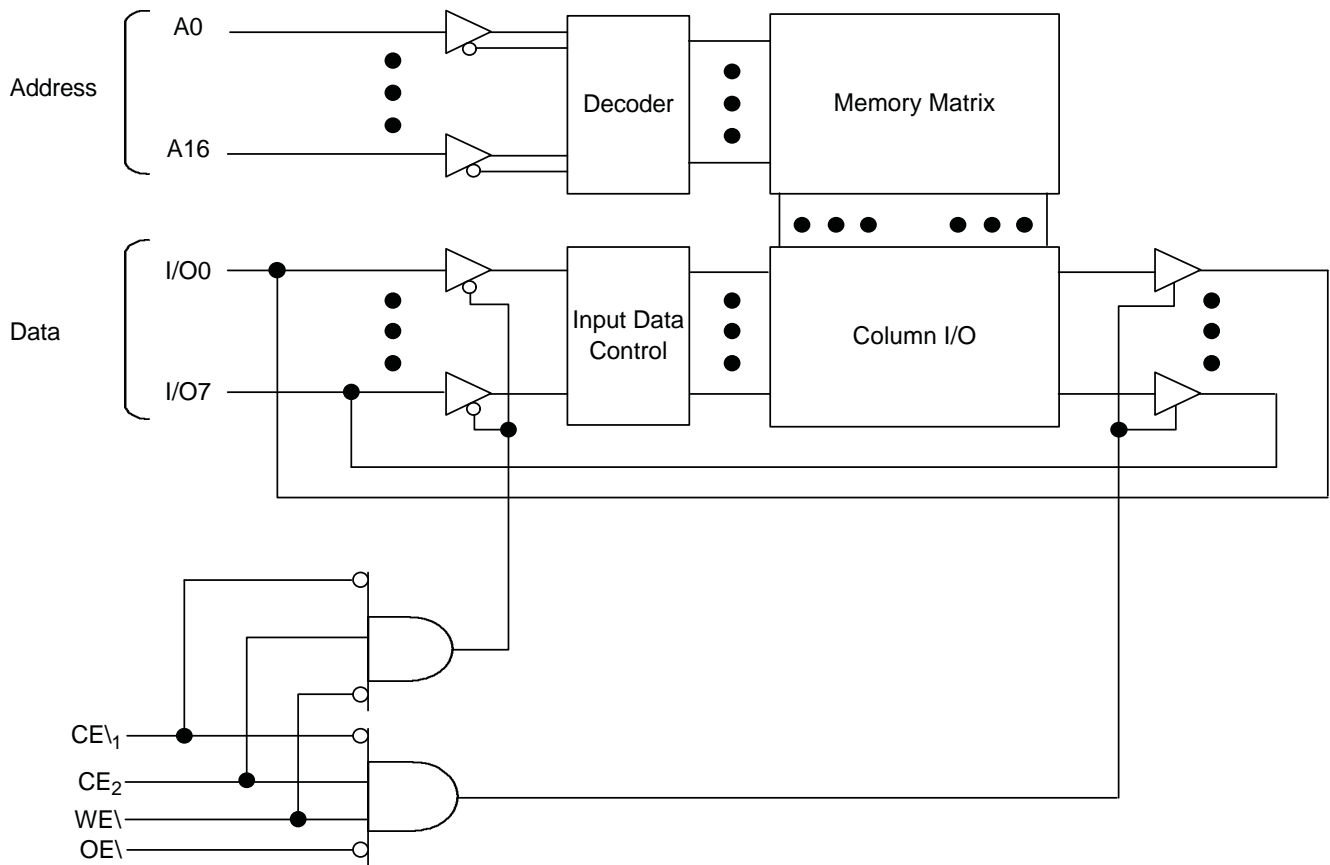 Address
A0
A16
Decoder
Memory Matrix
Data
I/O0
I/O7
Input Data
Control
Column I/O
CE\1
CE2
WE\
OE\